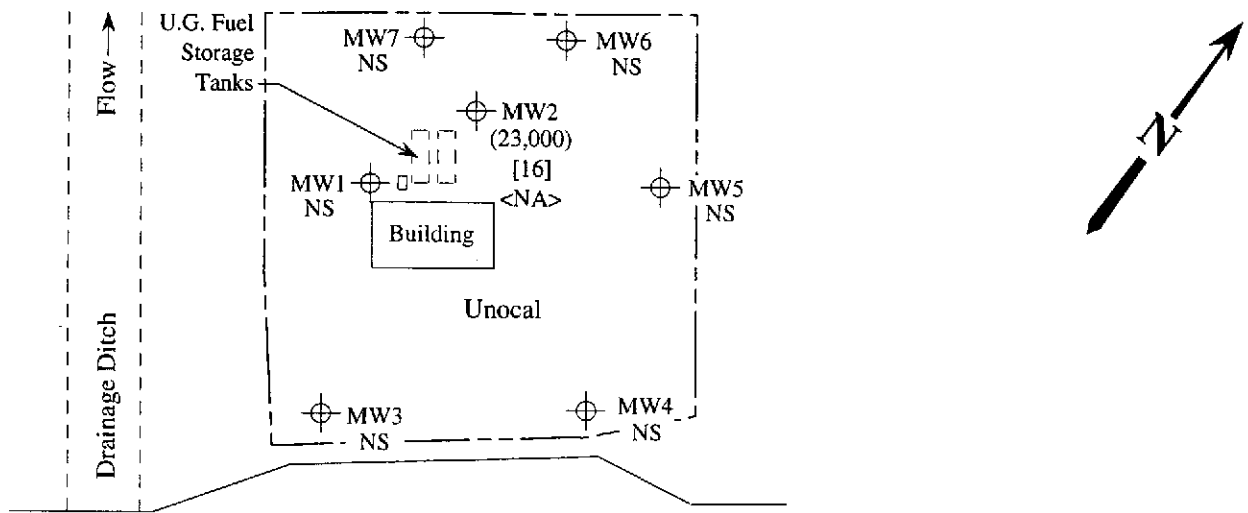 U.G. Fuel
Storage
Tanks
Flow
Drainage Ditch
MW7
NS
MW6
NS
MW2
(23,000)
[16]
<NA>
MW1
NS
MW5
NS
Building
Unocal
MW3
NS
MW4
NS
N